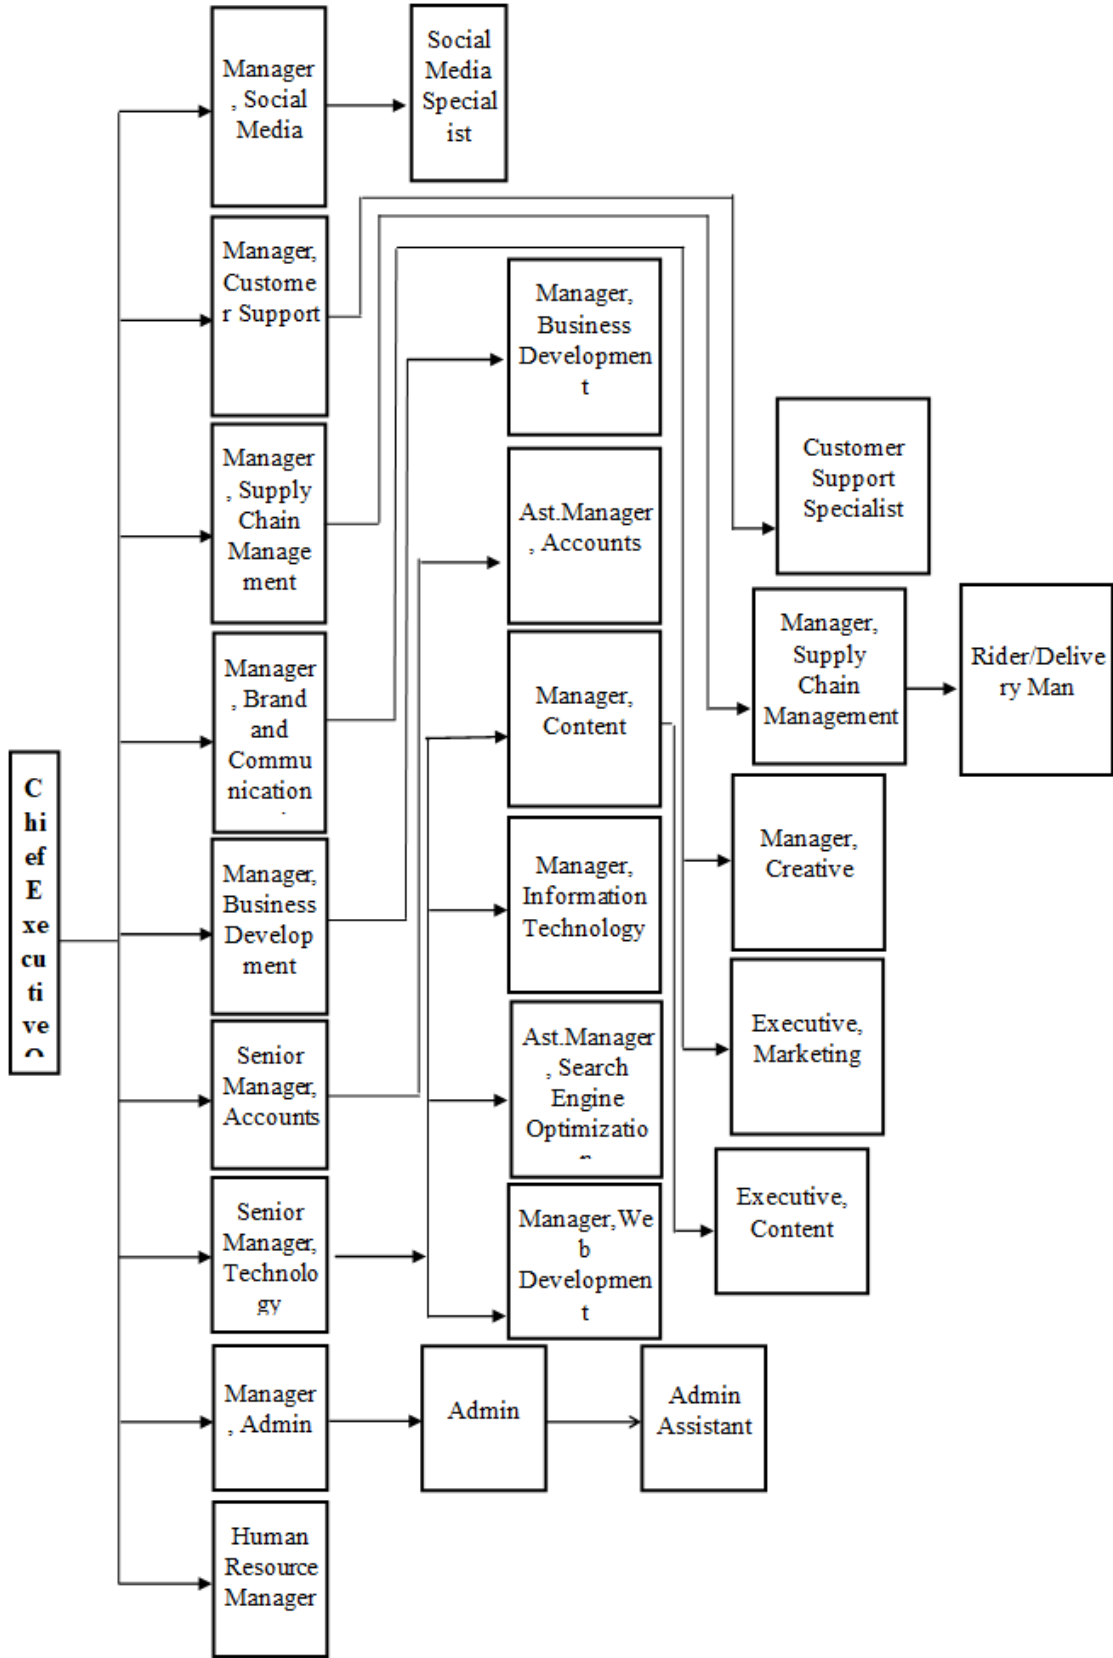 Manager
, Social
Media
Social
Media
Special
ist
Manager,
Custome
r Support
Manager,
Business
Developmen
t
Customer
Support
Specialist
Manager
, Supply
Chain
Manage
ment
Ast.Manager
, Accounts
Manager,
Supply
Chain
Management
Rider/Delive
ry Man
Manager
, Brand
and
Commu
nication
Manager,
Content
C
hi
ef
E
xe
cu
ti
ve
Manager,
Business
Develop
ment
Manager,
Information
Technology
Manager,
Creative
Senior
Manager,
Accounts
Ast.Manager
, Search
Engine
Optimizatio
Executive,
Marketing
Senior
Manager,
Technolo
gy
Manager,We
b
Developmen
t
Executive,
Content
Manager
, Admin
Admin
Admin
Assistant
Human
Resource
Manager